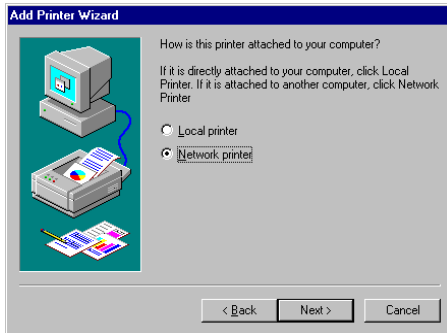 Add Printer Wizard
How is this printer attached to your computer?
If it is directly attached to your computer, click Local
Printer. If it is attached to another computer, click Network
Printer
Local printer
Network printer
< Back Next > Cancel